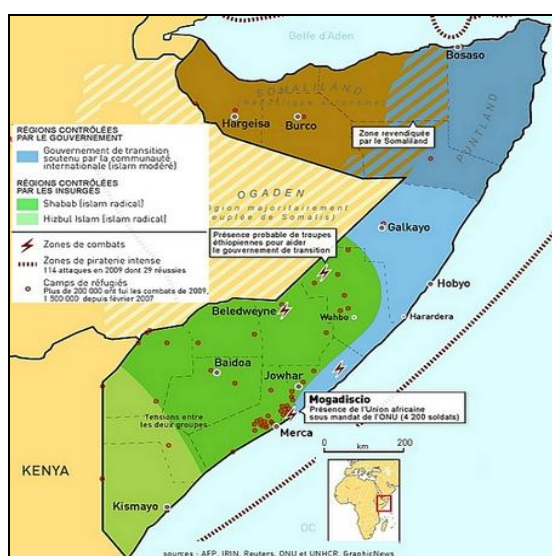 Golfe d'Aden
Bosaso
SOMALILAND
(République autonome)
Hargeisa
Burco
PUNTLAND
Zone revendiquée
par le Somaliland
RÉGIONS CONTRÔLÉES
PAR LE GOUVERNEMENT
Gouvernement de transition
soutenu par la communauté
internationale (islam modéré)
RÉGIONS CONTRÔLÉES
PAR LES INSURGÉS
Shabab (islam radical)
Hizbul Islam (islam radical)
Zones de combats
Zones de piraterie intense
114 attaques en 2009 dont 29 réussies
Camps de réfugiés
Plus de 200 000 ont fui les combats de 2009,
1 500 000 depuis février 2007
OGADEN
région majoritairement
peuplée de Somalis)
Présence probable de troupes
éthiopiennes pour aider
le gouvernement de transition
Galkayo
Hobyo
Harardera
Beledweyne
Wahbo
Baidoa
Jowhar
Mogadiscio
Présence de l'Union africaine
sous mandat de l'ONU (4 200 soldats)
Tensions entre
les deux groupes
Merca
KENYA
Kismayo
0 200
km
OC
sources : AFP, IRIN, Reuters, ONU et UNHCR, GraphicNews